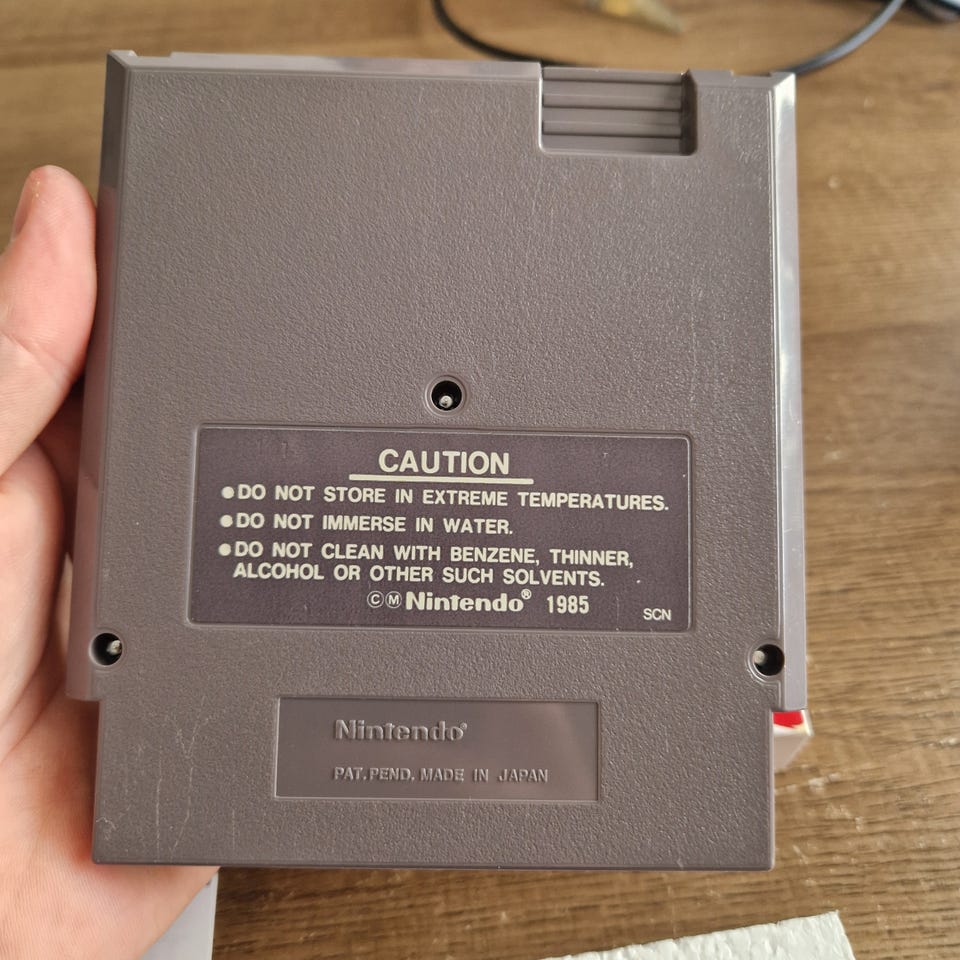 CAUTION
●DO NOT STORE IN EXTREME TEMPERATURES.
●DO NOT IMMERSE IN WATER.
●DO NOT CLEAN WITH BENZENE, THINNER,
ALCOHOL OR OTHER SUCH SOLVENTS.
ⒸⓂNintendo® 1985
SCN
Nintendo®
PAT.PEND. MADE IN JAPAN